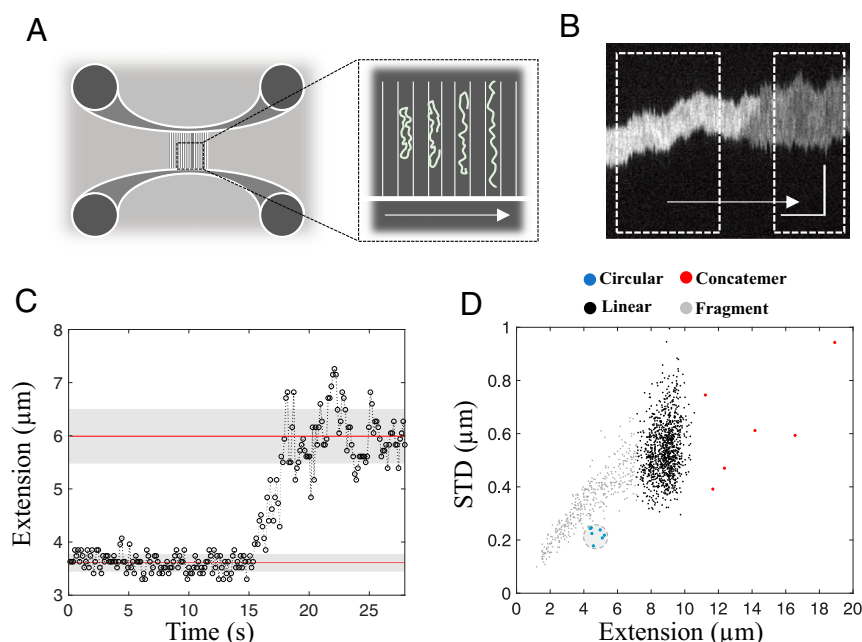 A
B
Circular
Concatemer
Linear
Fragment
C
8
7
6
5
4
3
0
5
10
15
20
25
Extension (µm)
Time (s)
D
1
0.8
0.6
0.4
0.2
0
0
2
4
6
8
10
12
14
16
18
20
STD (µm)
Extension (µm)